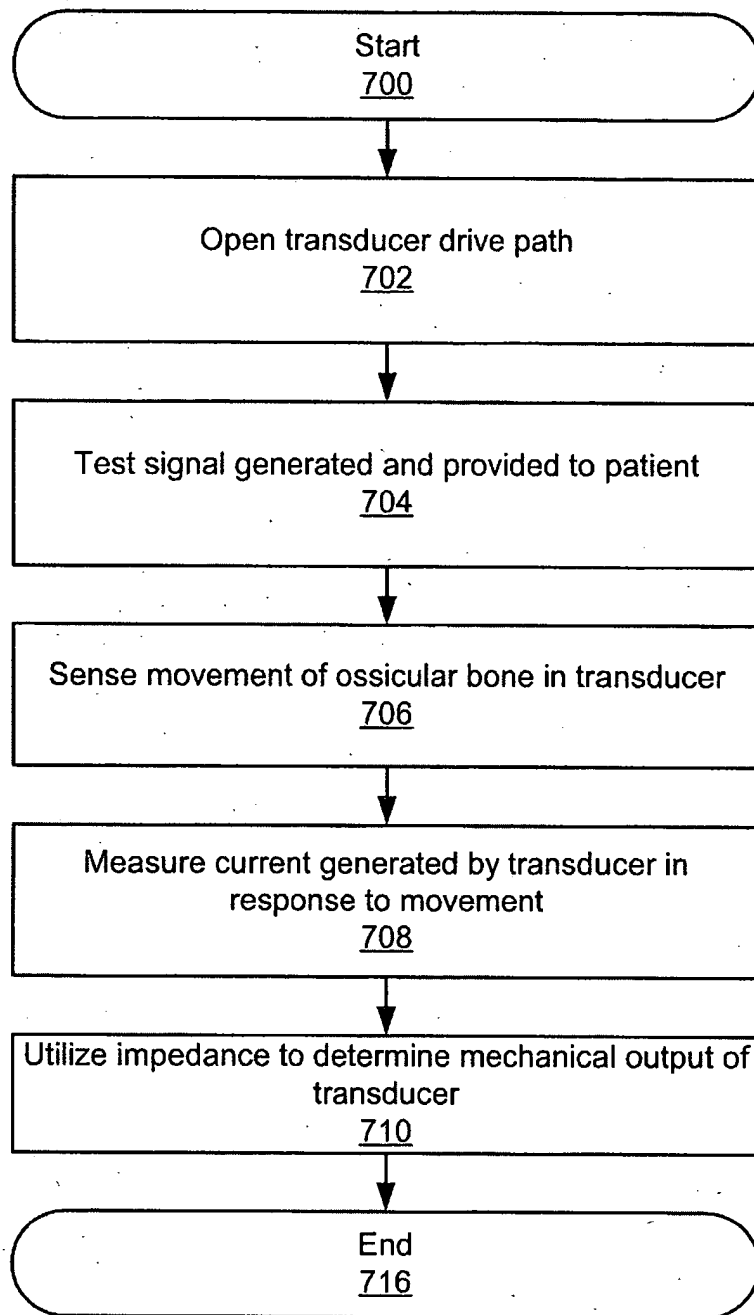 Start
700
Open transducer drive path
702
Test signal generated and provided to patient
704
Sense movement of ossicular bone in transducer
706
Measure current generated by transducer in
response to movement
708
Utilize impedance to determine mechanical output of
transducer
710
End
716